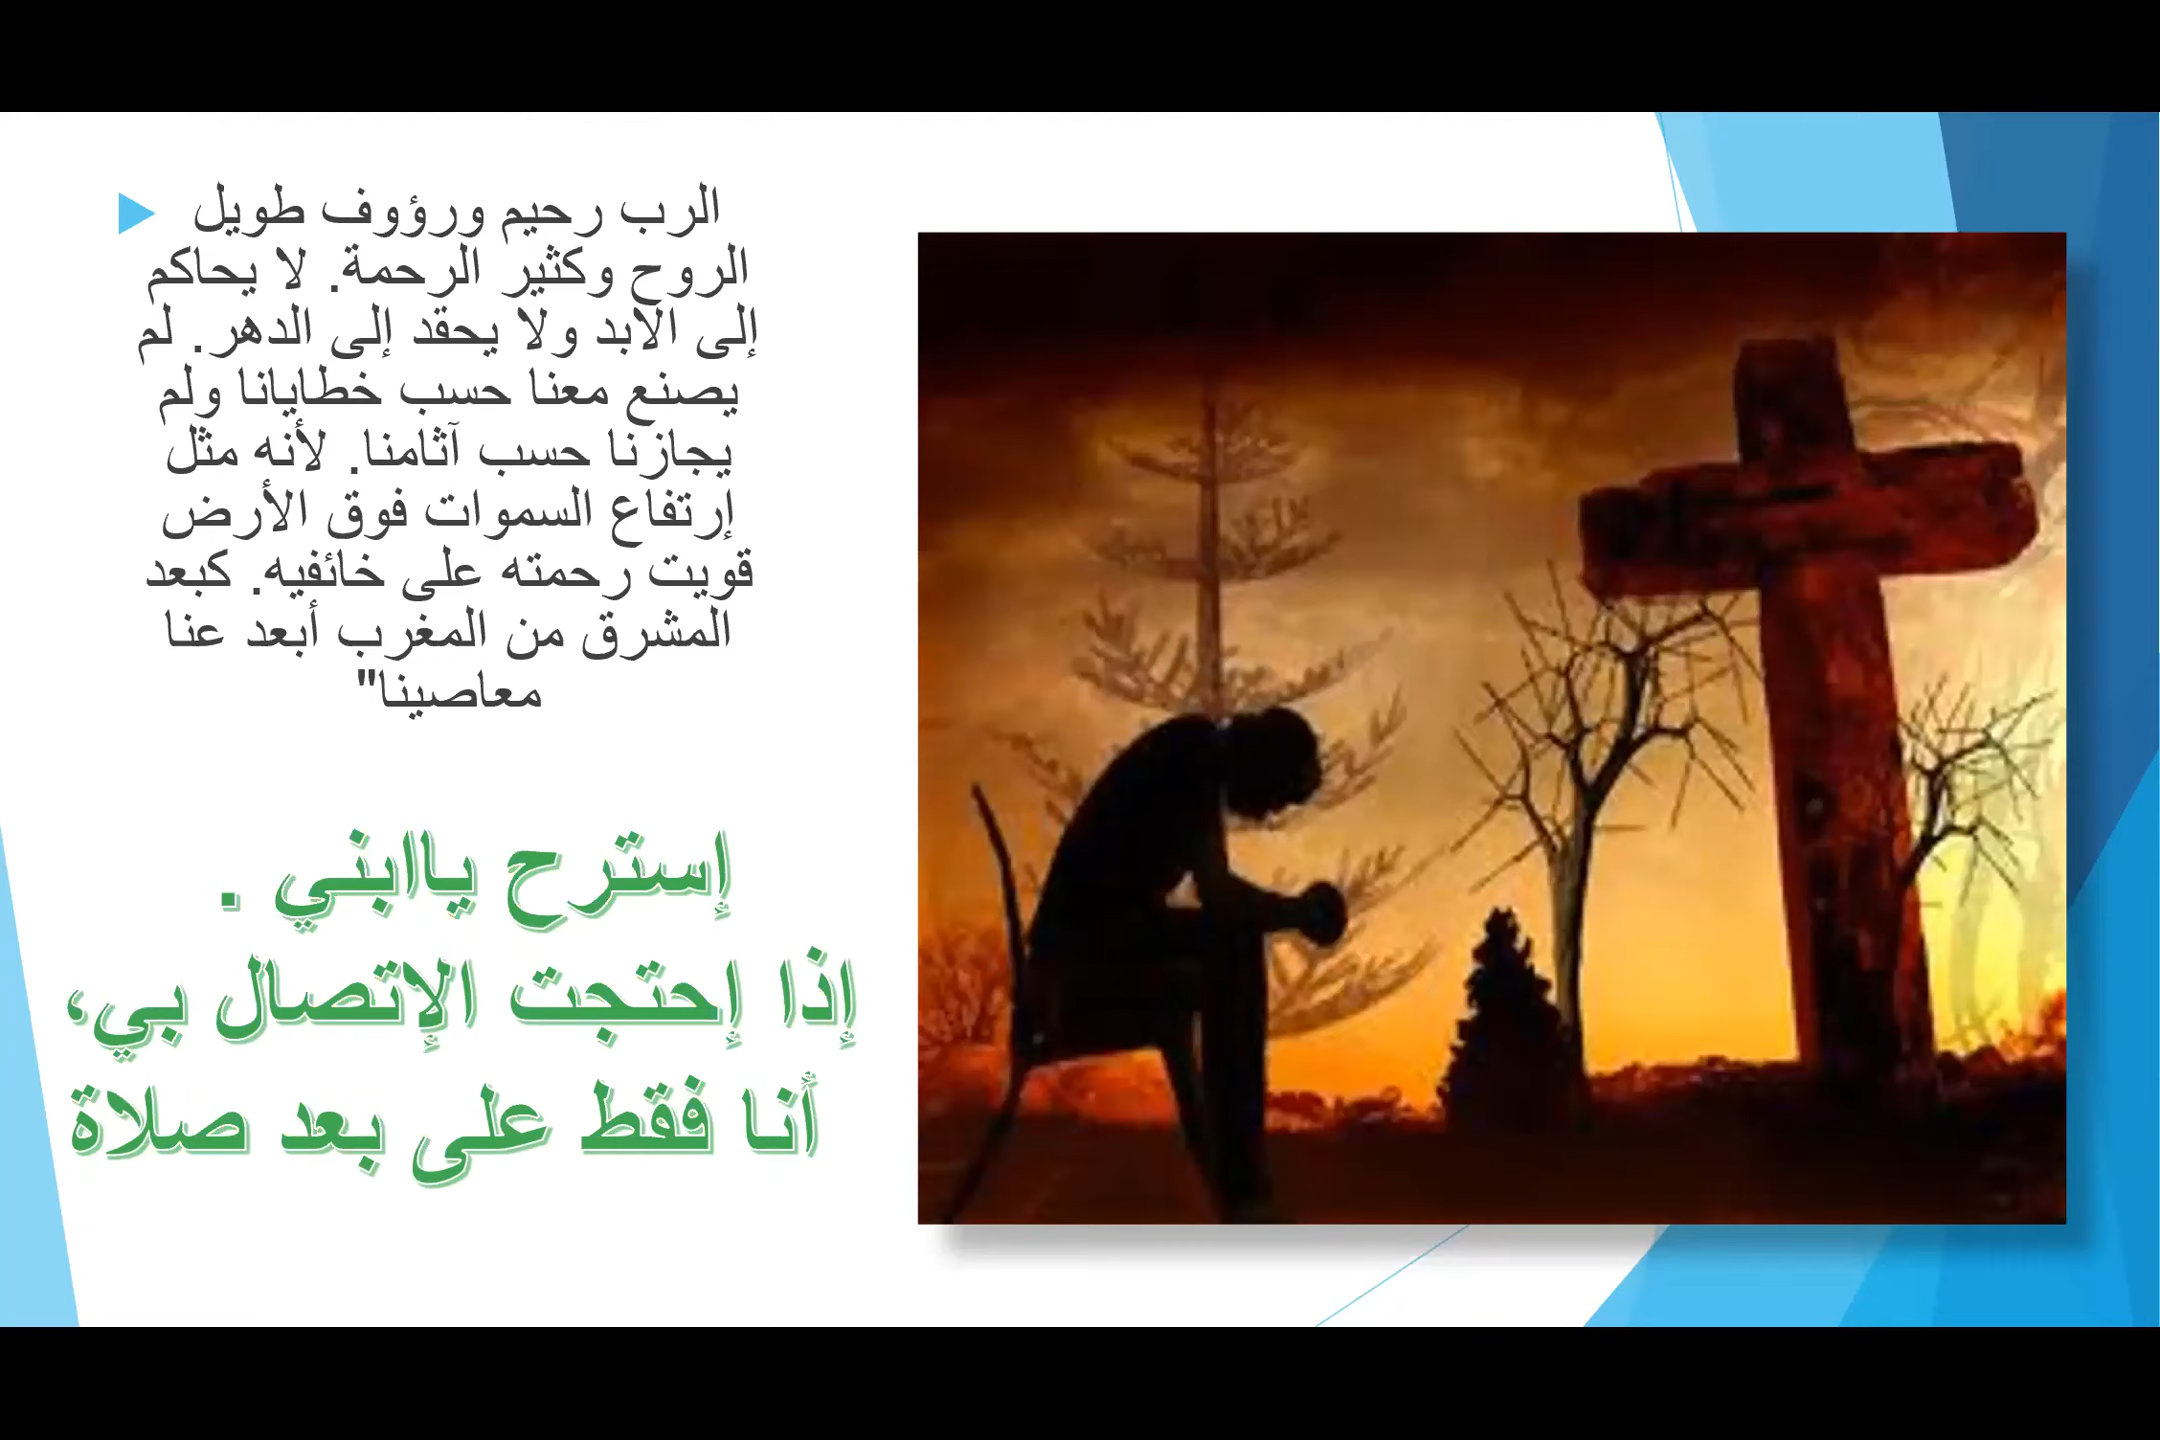 الرب رحيم ورؤوف طويل
الروح وكثير الرحمة. لا يحاكم
إلى الابد ولا يحقد إلى الدهر. لم
يصنع معنا حسب خطايانا ولم
يجازنا حسب آثامنا. لأنه مثل
إرتفاع السموات فوق الأرض
قويت رحمته على خائفيه. كبعد
المشرق من المغرب أبعد عنا
معاصينا"
إسترح ياابني .
إذا إحتجت الإتصال بي،
أنا فقط على بعد صلاة